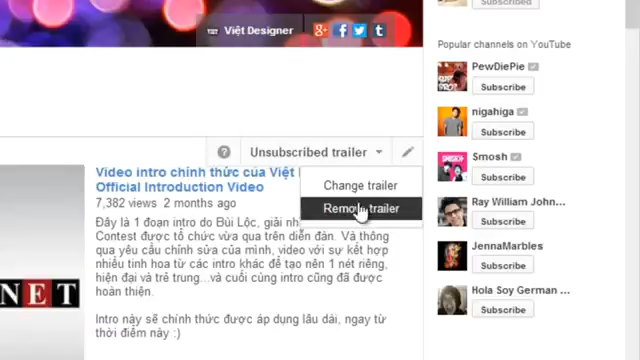 Subscribed
Việt Designer
Popular channels on YouTube
PewDiePie
Subscribe
nigahiga
Subscribe
Smosh
Subscribe
Ray William John...
Subscribe
JennaMarbles
Subscribe
Hola Soy German ...
Subscribe
Unsubscribed trailer
Change trailer
Remove trailer
Video intro chính thức của Việt
Official Introduction Video
7,382 views 2 months ago
Đây là 1 đoạn intro do Bùi Lộc, giải
Contest được tổ chức vừa qua trên diễn đàn. Và thông
qua yêu cầu chỉnh sửa của mình, video với sự kết hợp
nhiều tinh hoa từ các intro khác để tạo nên 1 nét riêng,
hiện đại và trẻ trung...và cuối cùng intro cũng đã được
hoàn thiện.
Intro này sẽ chính thức được áp dụng lâu dài, ngay từ
thời điểm này :)
NET